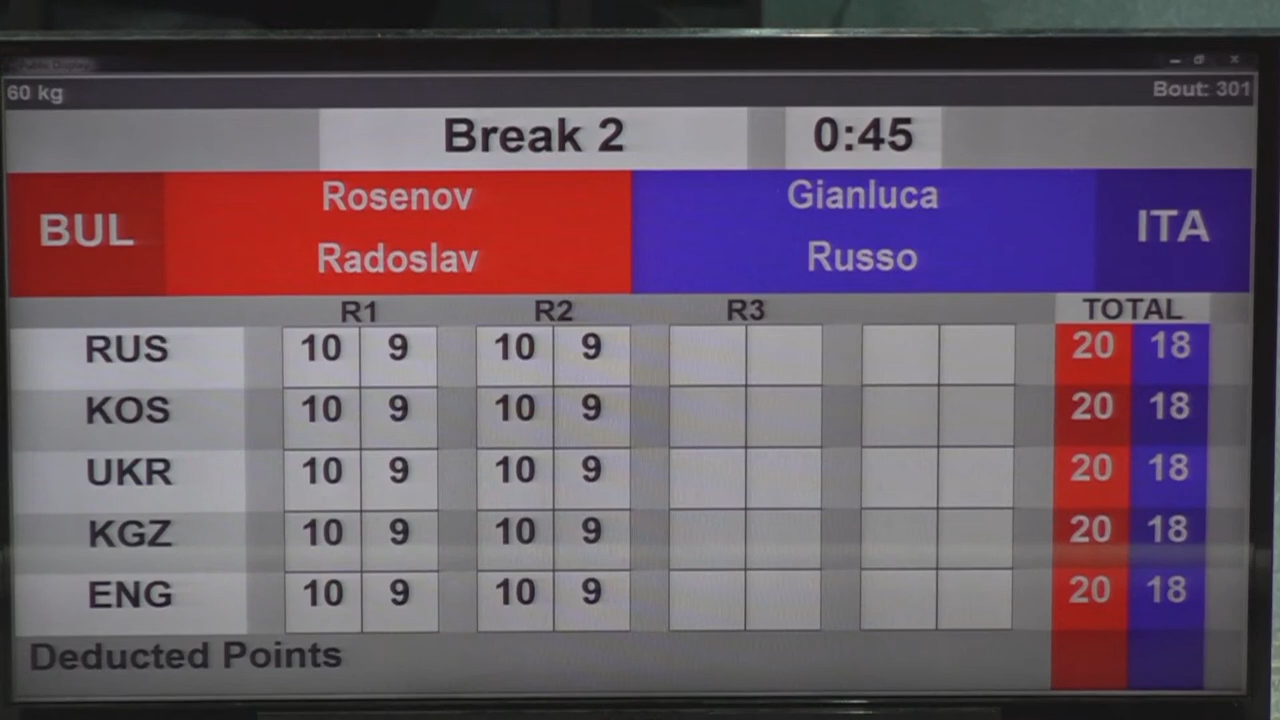 Public Display
60 kg Bout: 301
Break 2 0:45
BUL Rosenov Radoslav Gianluca Russo ITA
R1 R2 R3 TOTAL
RUS 10 9 10 9 20 18
KOS 10 9 10 9 20 18
UKR 10 9 10 9 20 18
KGZ 10 9 10 9 20 18
ENG 10 9 10 9 20 18
Deducted Points